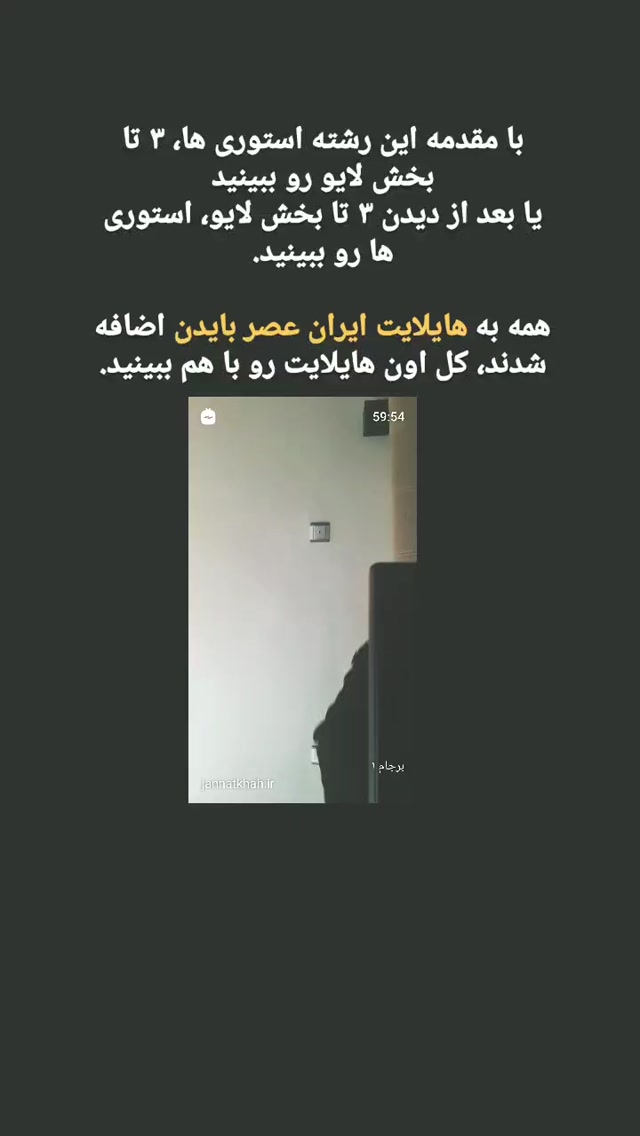 با مقدمه این رشته استوری ها، ۳ تا
بخش لایو رو ببینید
یا بعد از دیدن ۳ تا بخش لایو، استوری
ها رو ببینید.
همه به هایلایت ایران عصر بایدن اضافه
شدند، کل اون هایلایت رو با هم ببینید.
59:54
برجام ۱
jannatkhah.ir